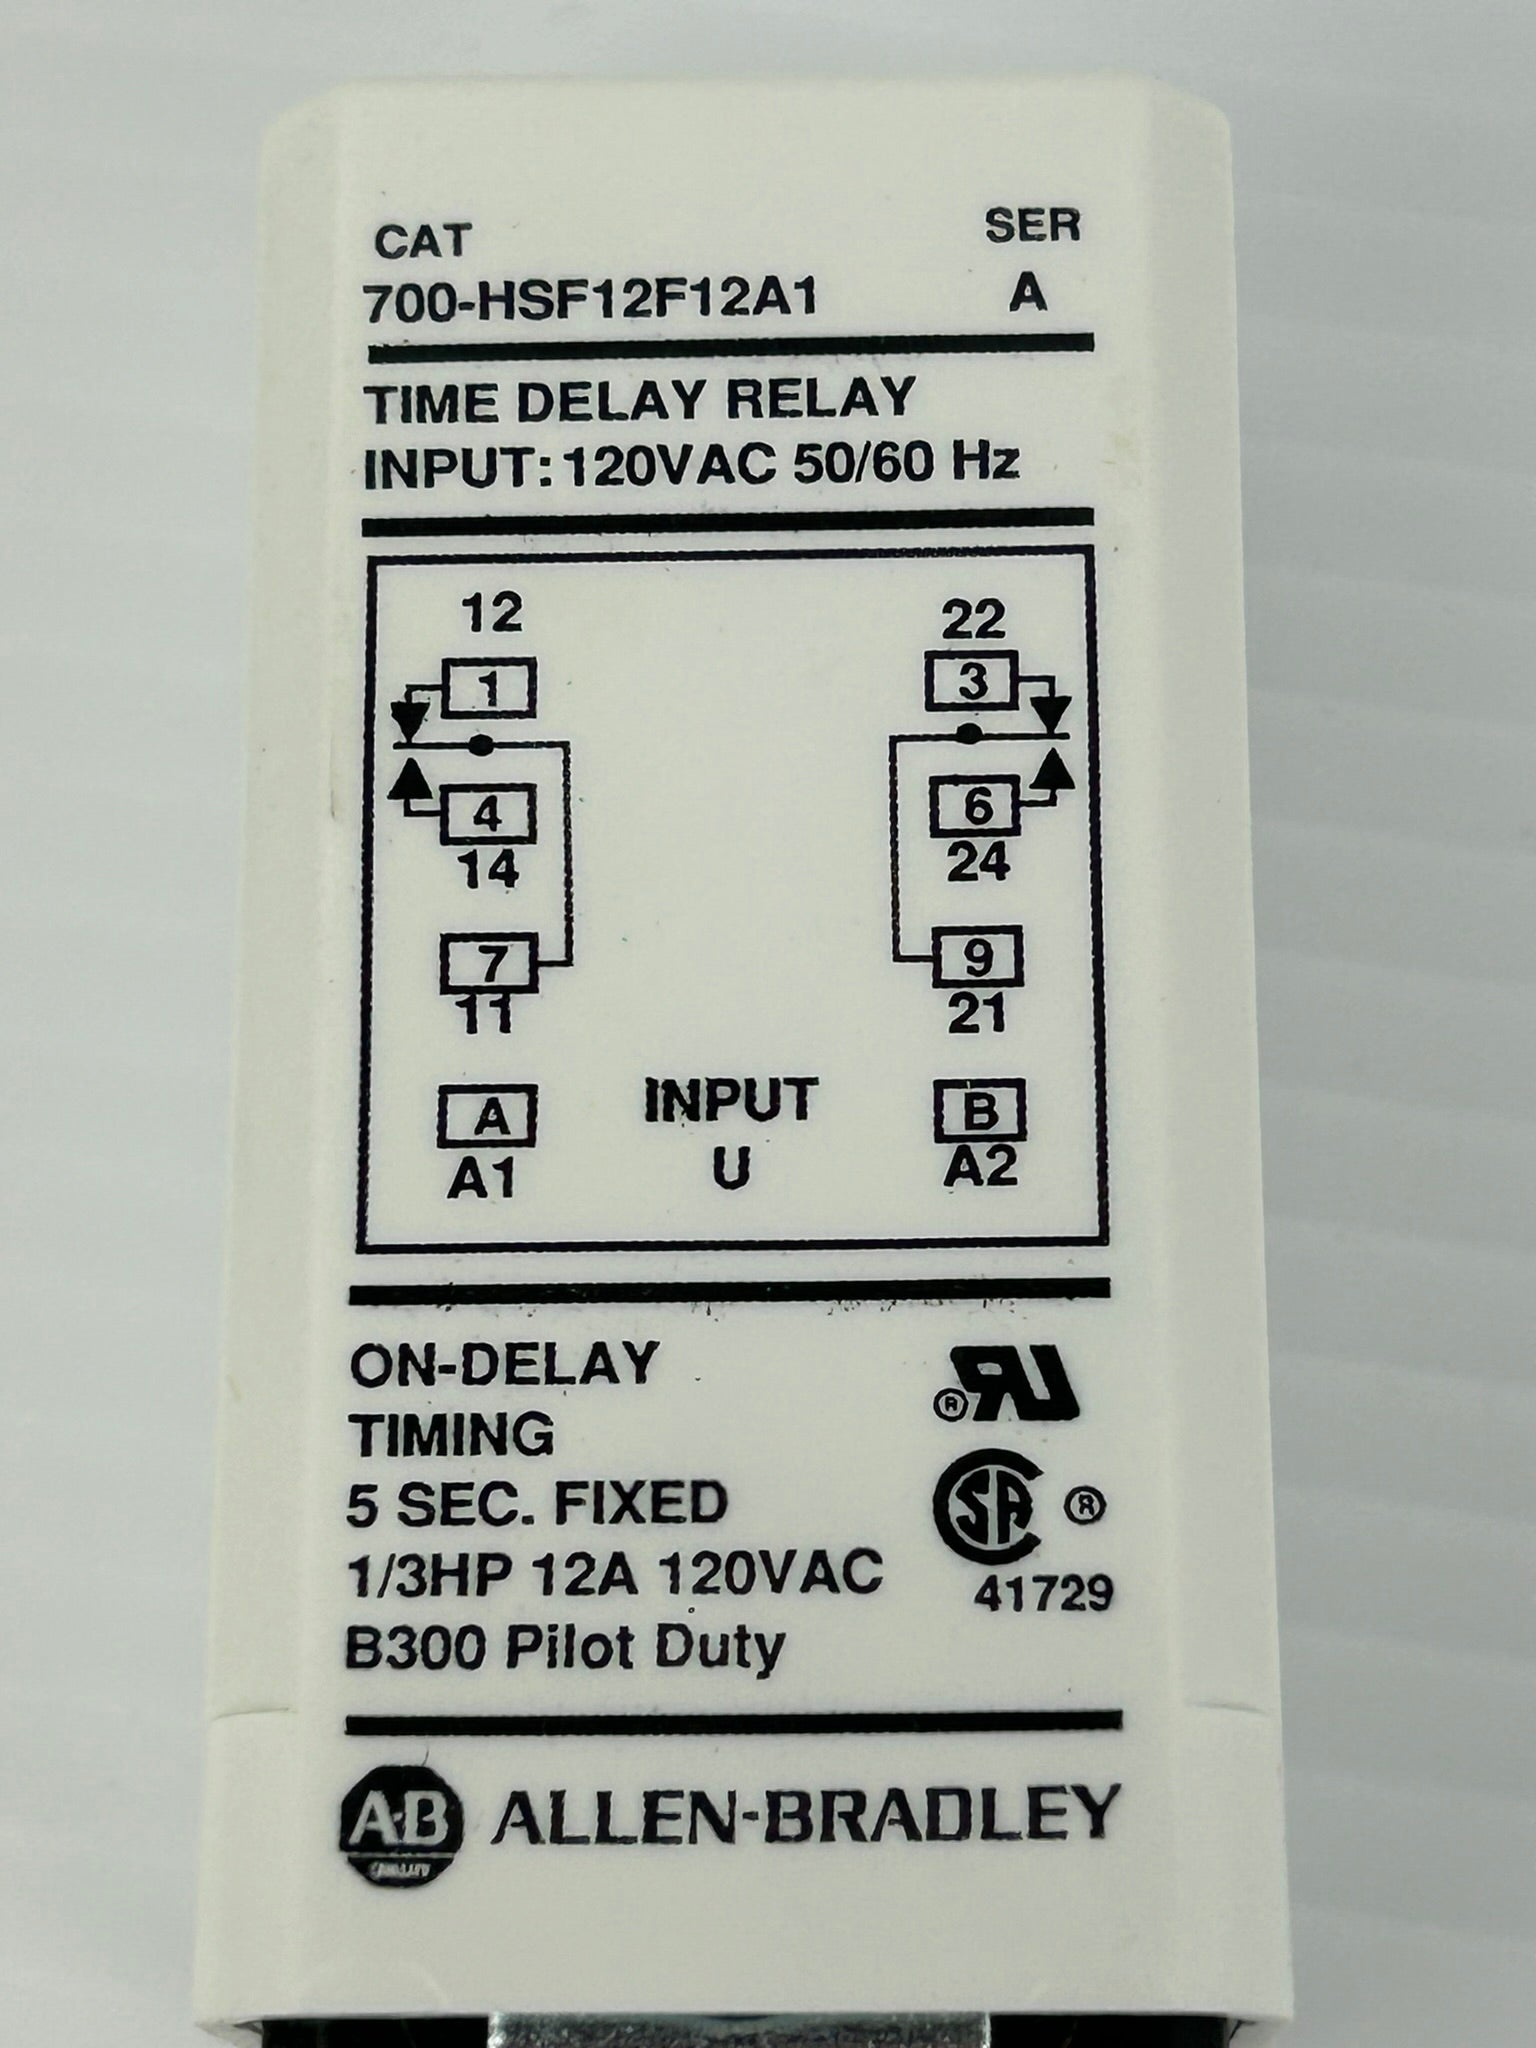 CAT SER
700-HSF12F12A1 A
TIME DELAY RELAY
INPUT: 120VAC 50/60 Hz
12 22
1 3
4 6
14 24
7 9
11 21
A INPUT B
A1 U A2
ON-DELAY
TIMING
5 SEC. FIXED
1/3HP 12A 120VAC
B300 Pilot Duty
RU ®
SA ®
41729
A-B ALLEN-BRADLEY